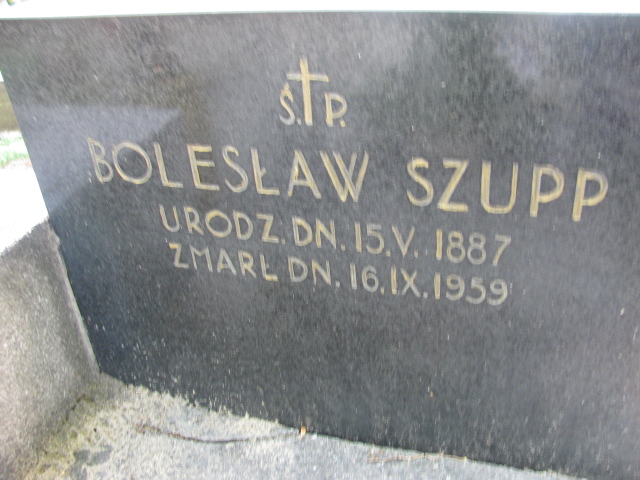 Ś. P.
BOLESŁAW SZUPP
URODZ. DN. 15.V. 1887
ZMARŁ DN. 16.IX.1959